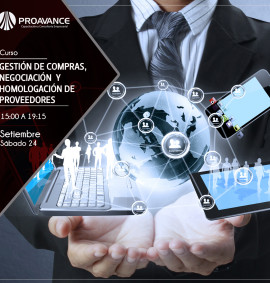 PROAVANCE
Curso
GESTIÓN DE COMPRAS,
NEGOCIACIÓN Y
HOMOLOGACIÓN DE
PROVEEDORES
15:00 A 19:15
Setiembre
Sábado 24